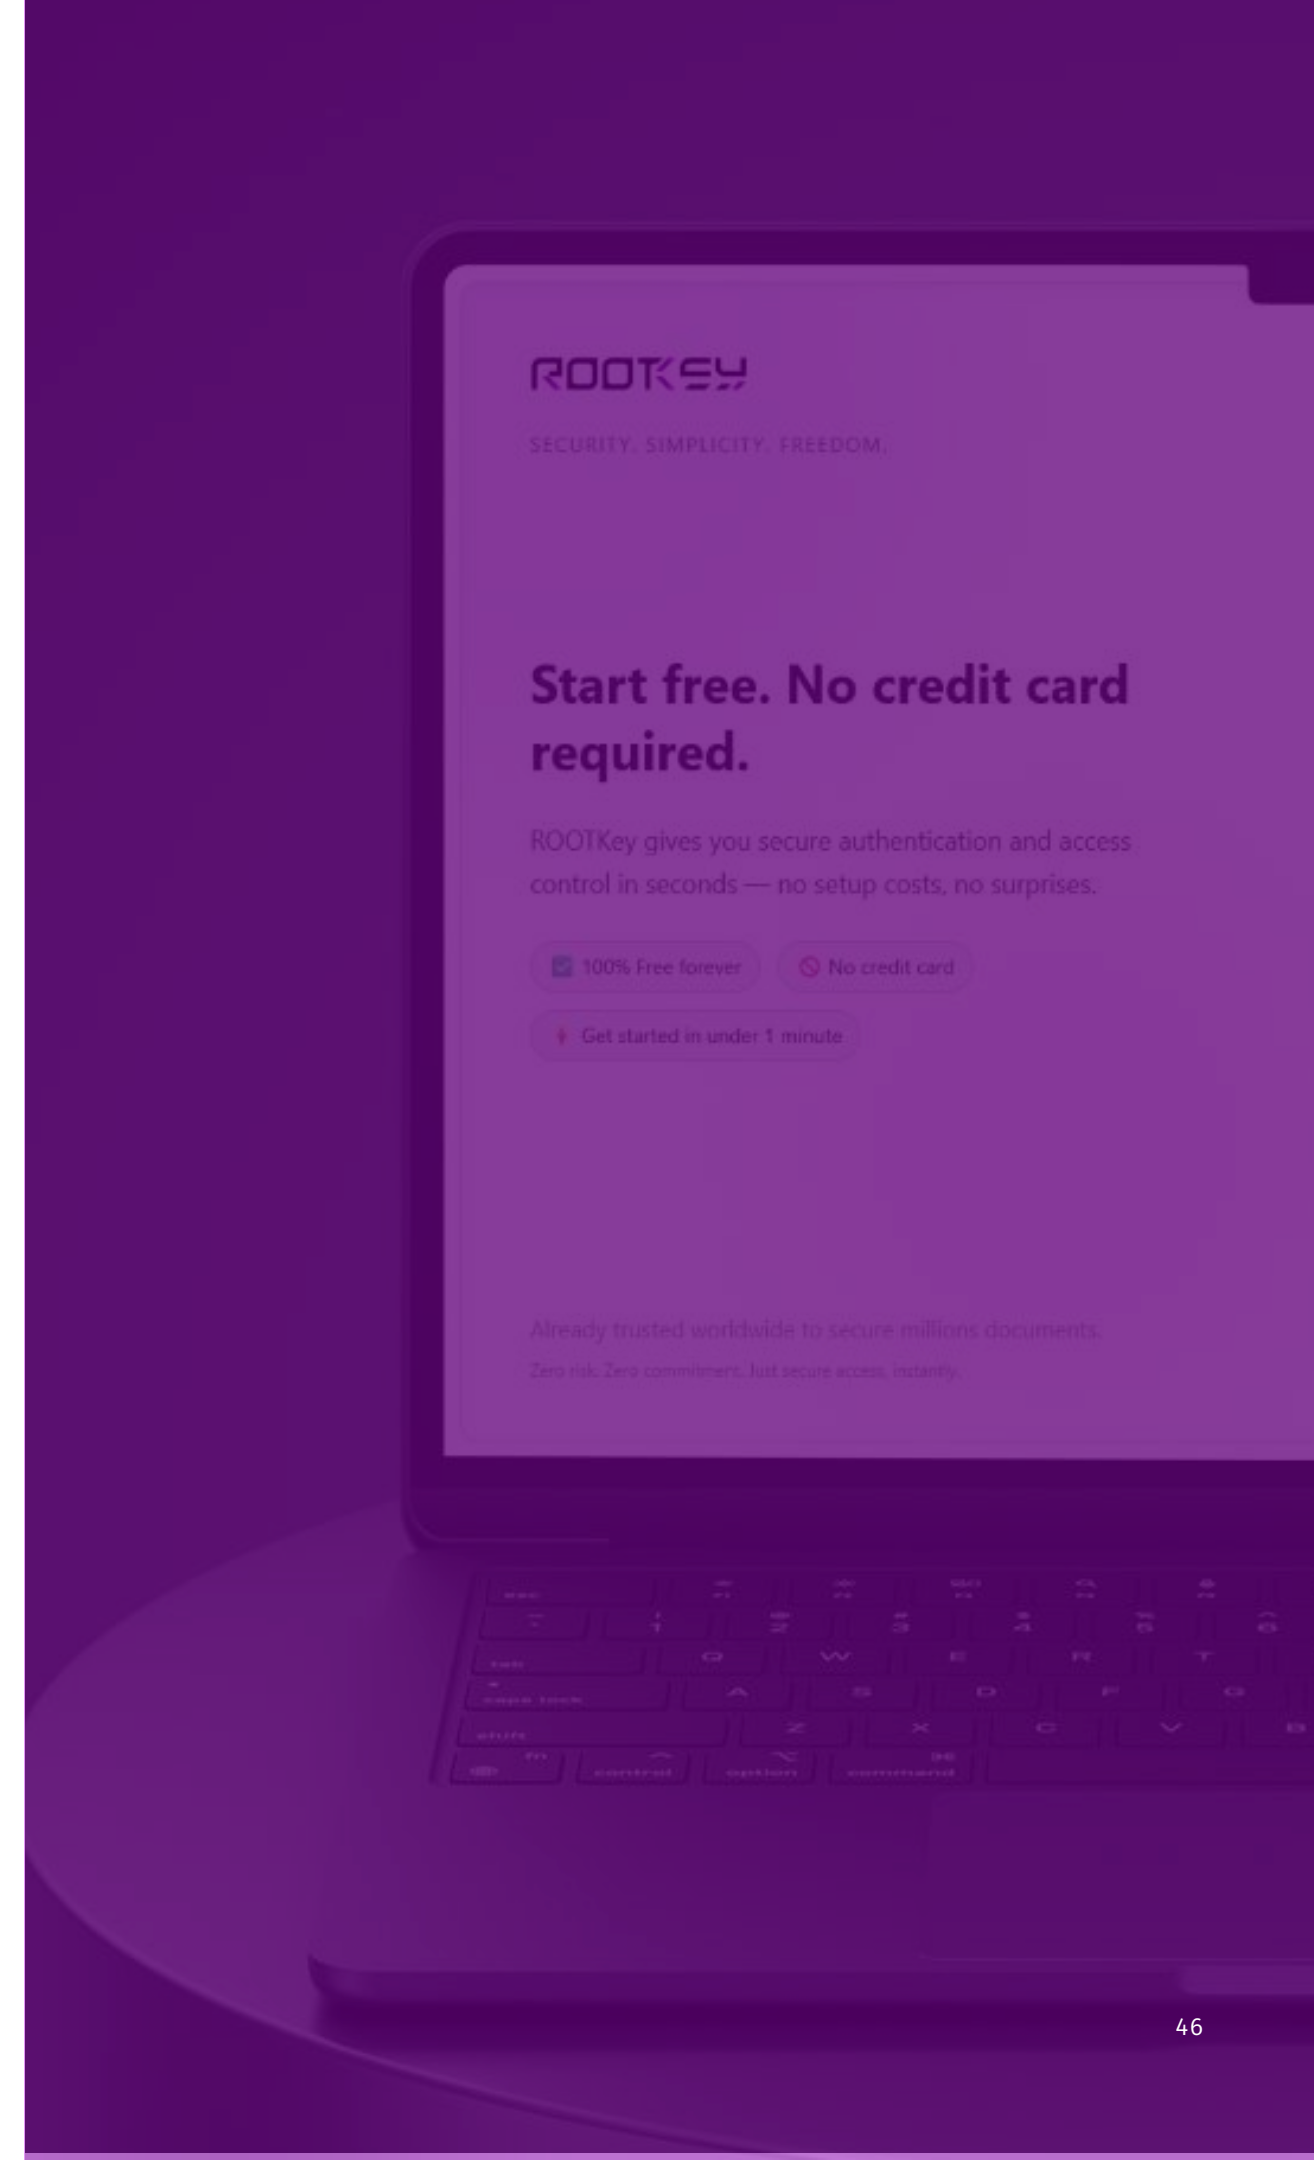 ROOTKEY
SECURITY. SIMPLICITY. FREEDOM.
Start free. No credit card
required.
ROOTKey gives you secure authentication and access
control in seconds — no setup costs, no surprises.
100% Free forever
No credit card
Get started in under 1 minute
Already trusted worldwide to secure millions documents.
Zero risk. Zero commitment. Just secure access, instantly.
esc
1 2 3 4 5 6
tab Q W E R T
caps lock A S D F G
shift Z X C V B
fn control option command
46